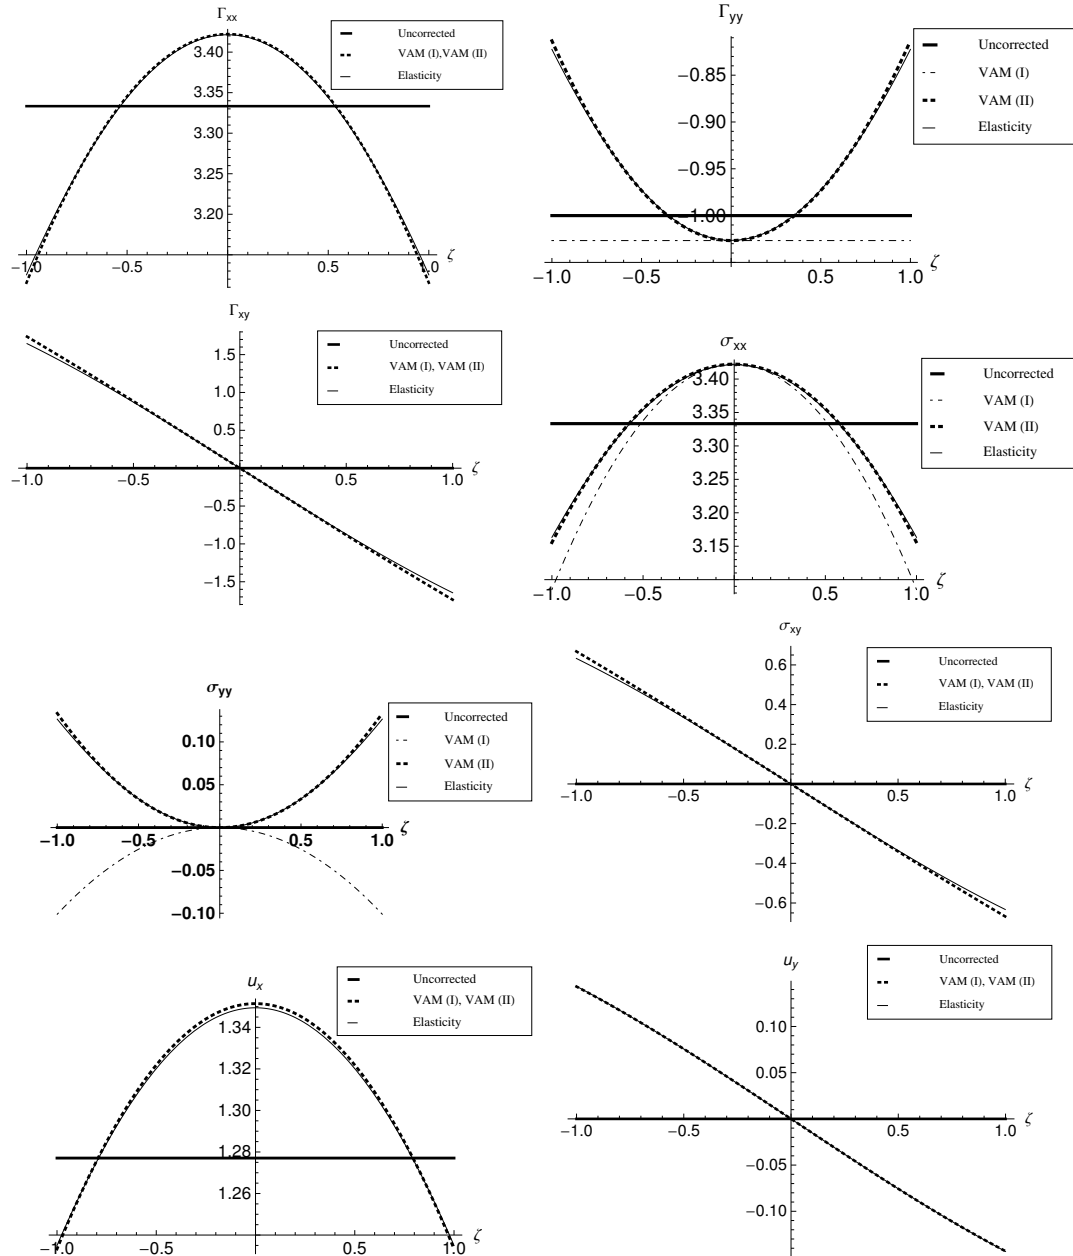 Γxx
Uncorrected
VAM (I),VAM (II)
Elasticity
3.40
3.35
3.30
3.25
3.20
−1.0
−0.5
0.5
1.0
ζ
Γyy
Uncorrected
VAM (I)
VAM (II)
Elasticity
−0.85
−0.90
−0.95
−1.00
−1.0
−0.5
0.5
1.0
ζ
Γxy
Uncorrected
VAM (I), VAM (II)
Elasticity
1.5
1.0
0.5
−0.5
−1.0
−1.5
−1.0
−0.5
0.5
1.0
ζ
σxx
Uncorrected
VAM (I)
VAM (II)
Elasticity
3.40
3.35
3.30
3.25
3.20
3.15
−1.0
−0.5
0.5
1.0
ζ
σyy
Uncorrected
VAM (I)
VAM (II)
Elasticity
0.10
0.05
−0.05
−0.10
−1.0
−0.5
0.5
1.0
ζ
σxy
Uncorrected
VAM (I), VAM (II)
Elasticity
0.6
0.4
0.2
−0.2
−0.4
−0.6
−1.0
−0.5
0.5
1.0
ζ
ux
Uncorrected
VAM (I), VAM (II)
Elasticity
1.34
1.32
1.30
1.28
1.26
−1.0
−0.5
0.5
1.0
ζ
uy
Uncorrected
VAM (I), VAM (II)
Elasticity
0.10
0.05
−0.05
−0.10
−1.0
−0.5
0.5
1.0
ζ